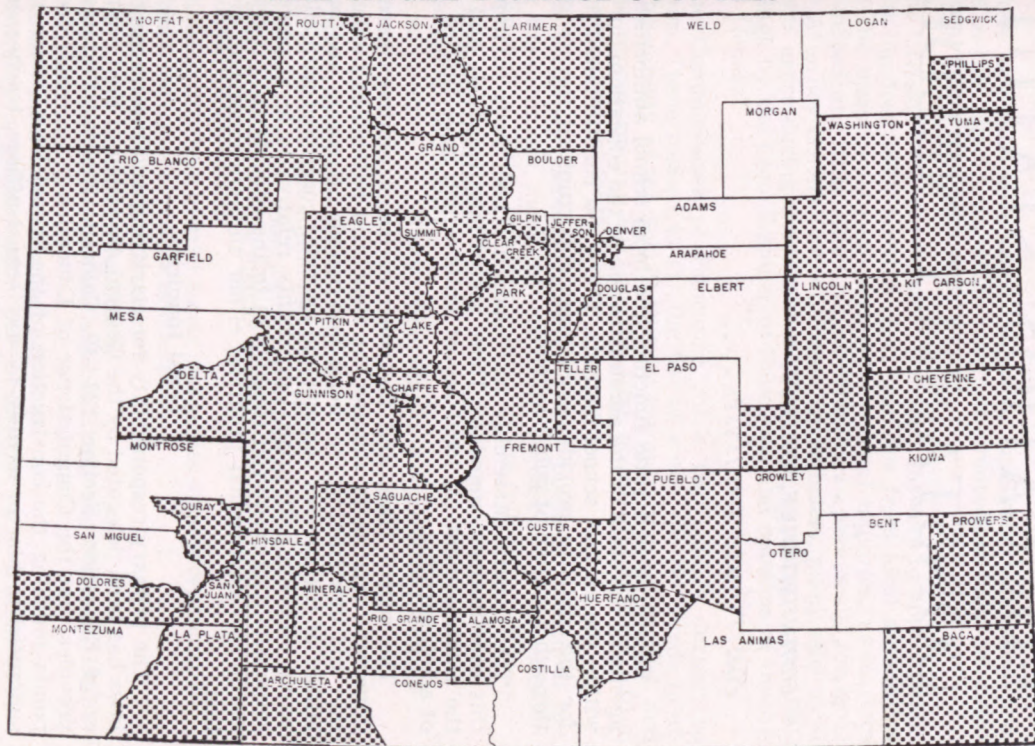 MOFFAT
ROUTT
JACKSON
LARIMER
WELD
LOGAN
SEDGWICK
PHILLIPS
MORGAN
WASHINGTON
YUMA
RIO BLANCO
GRAND
BOULDER
EAGLE
SUMMIT
GILPIN
CLEAR
CREEK
JEFFER
SON
DENVER
ADAMS
ARAPAHOE
GARFIELD
PARK
DOUGLAS
ELBERT
LINCOLN
KIT CARSON
MESA
PITKIN
LAKE
DELTA
GUNNISON
CHAFFEE
TELLER
EL PASO
CHEYENNE
MONTROSE
FREMONT
KIOWA
OURAY
SAGUACHE
PUEBLO
CROWLEY
SAN MIGUEL
HINSDALE
CUSTER
OTERO
BENT
PROWERS
DOLORES
SAN
JUAN
MINERAL
RIO GRANDE
ALAMOSA
HUERFANO
MONTEZUMA
LA PLATA
ARCHULETA
CONEJOS
COSTILLA
LAS ANIMAS
BACA